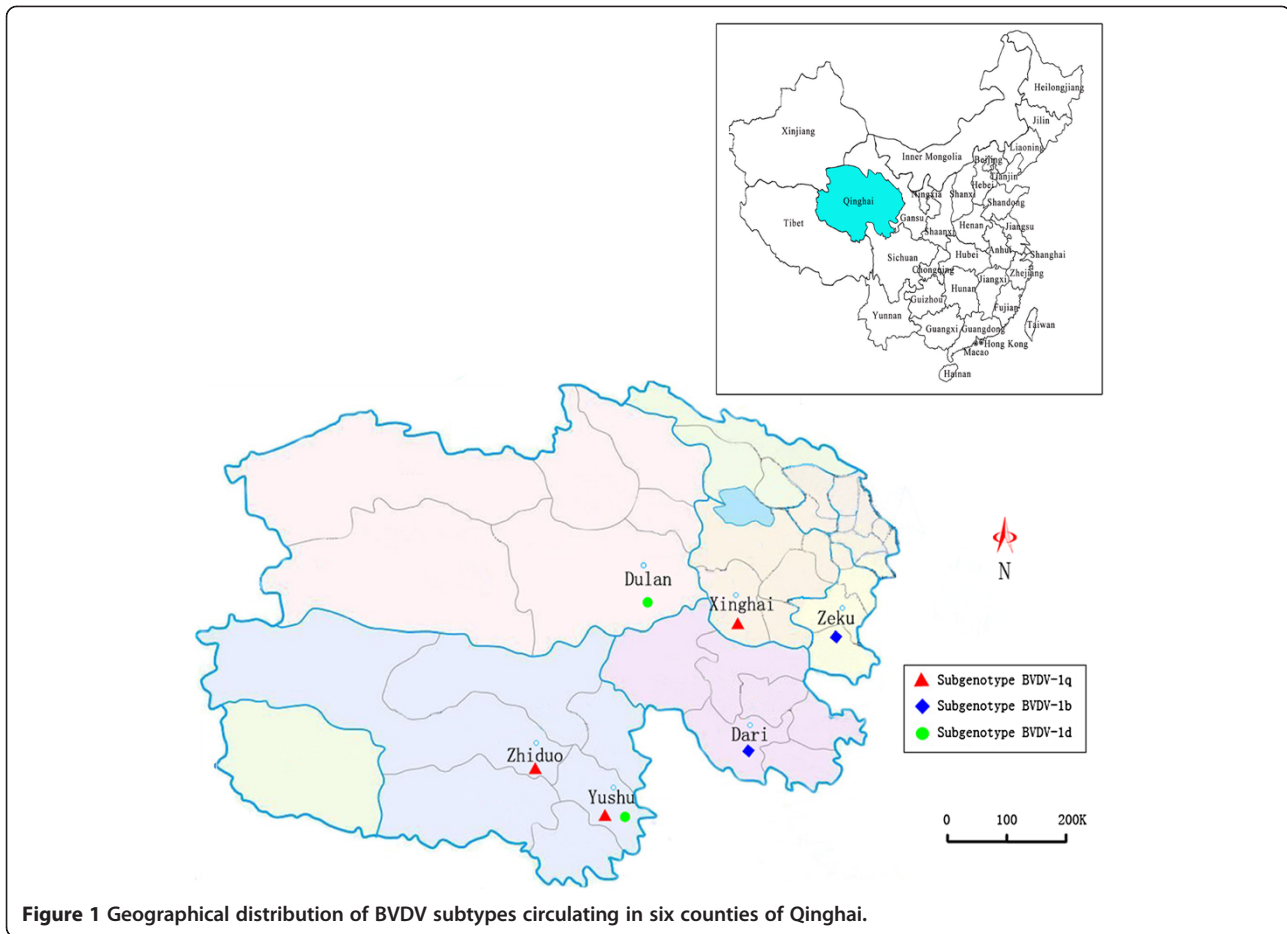 Heilongjiang
Jilin
Xinjiang
Liaoning
Inner Mongolia
Beijing
Tianjin
Hebei
Ningxia
Shanxi
Qinghai
Shandong
Gansu
Tibet
Henan
Jiangsu
Shaanxi
Anhui
Sichuan
Hubei
Shanghai
Chongqing
Zhejiang
Jiangxi
Hunan
Guizhou
Fujian
Yunnan
Taiwan
Guangxi
Guangdong
Hong Kong
Macao
Hainan
Dulan
Xinghai
Zeku
N
Dari
Zhiduo
Yushu
Subgenotype BVDV-1q
Subgenotype BVDV-1b
Subgenotype BVDV-1d
0 100 200K
Figure 1 Geographical distribution of BVDV subtypes circulating in six counties of Qinghai.